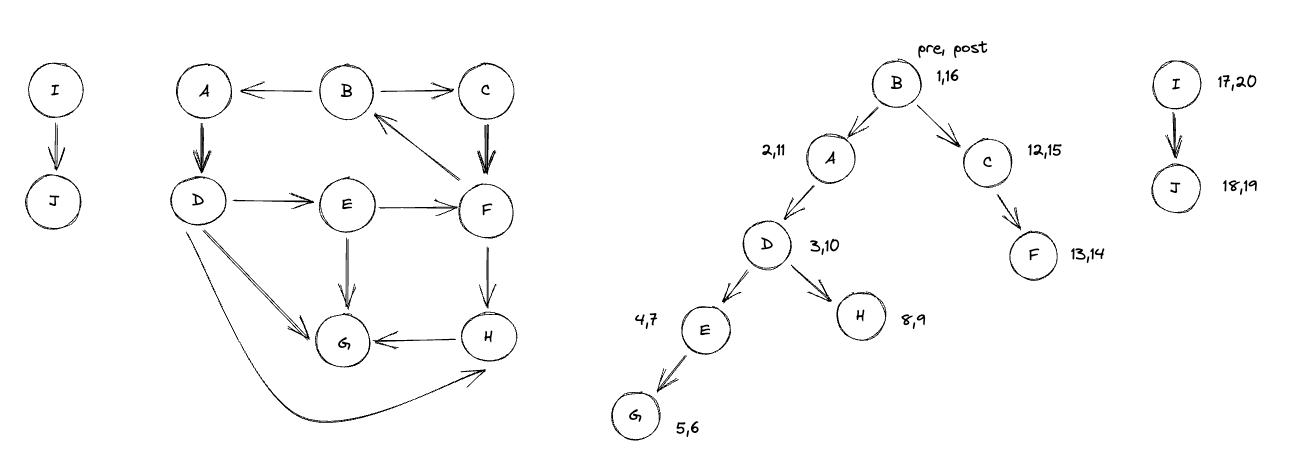 pre, post
I
A
B
C
B
1,16
I
17,20
J
D
E
F
2,11
A
C
12,15
J
18,19
D
3,10
F
13,14
G
H
4,7
E
H
8,9
G
5,6